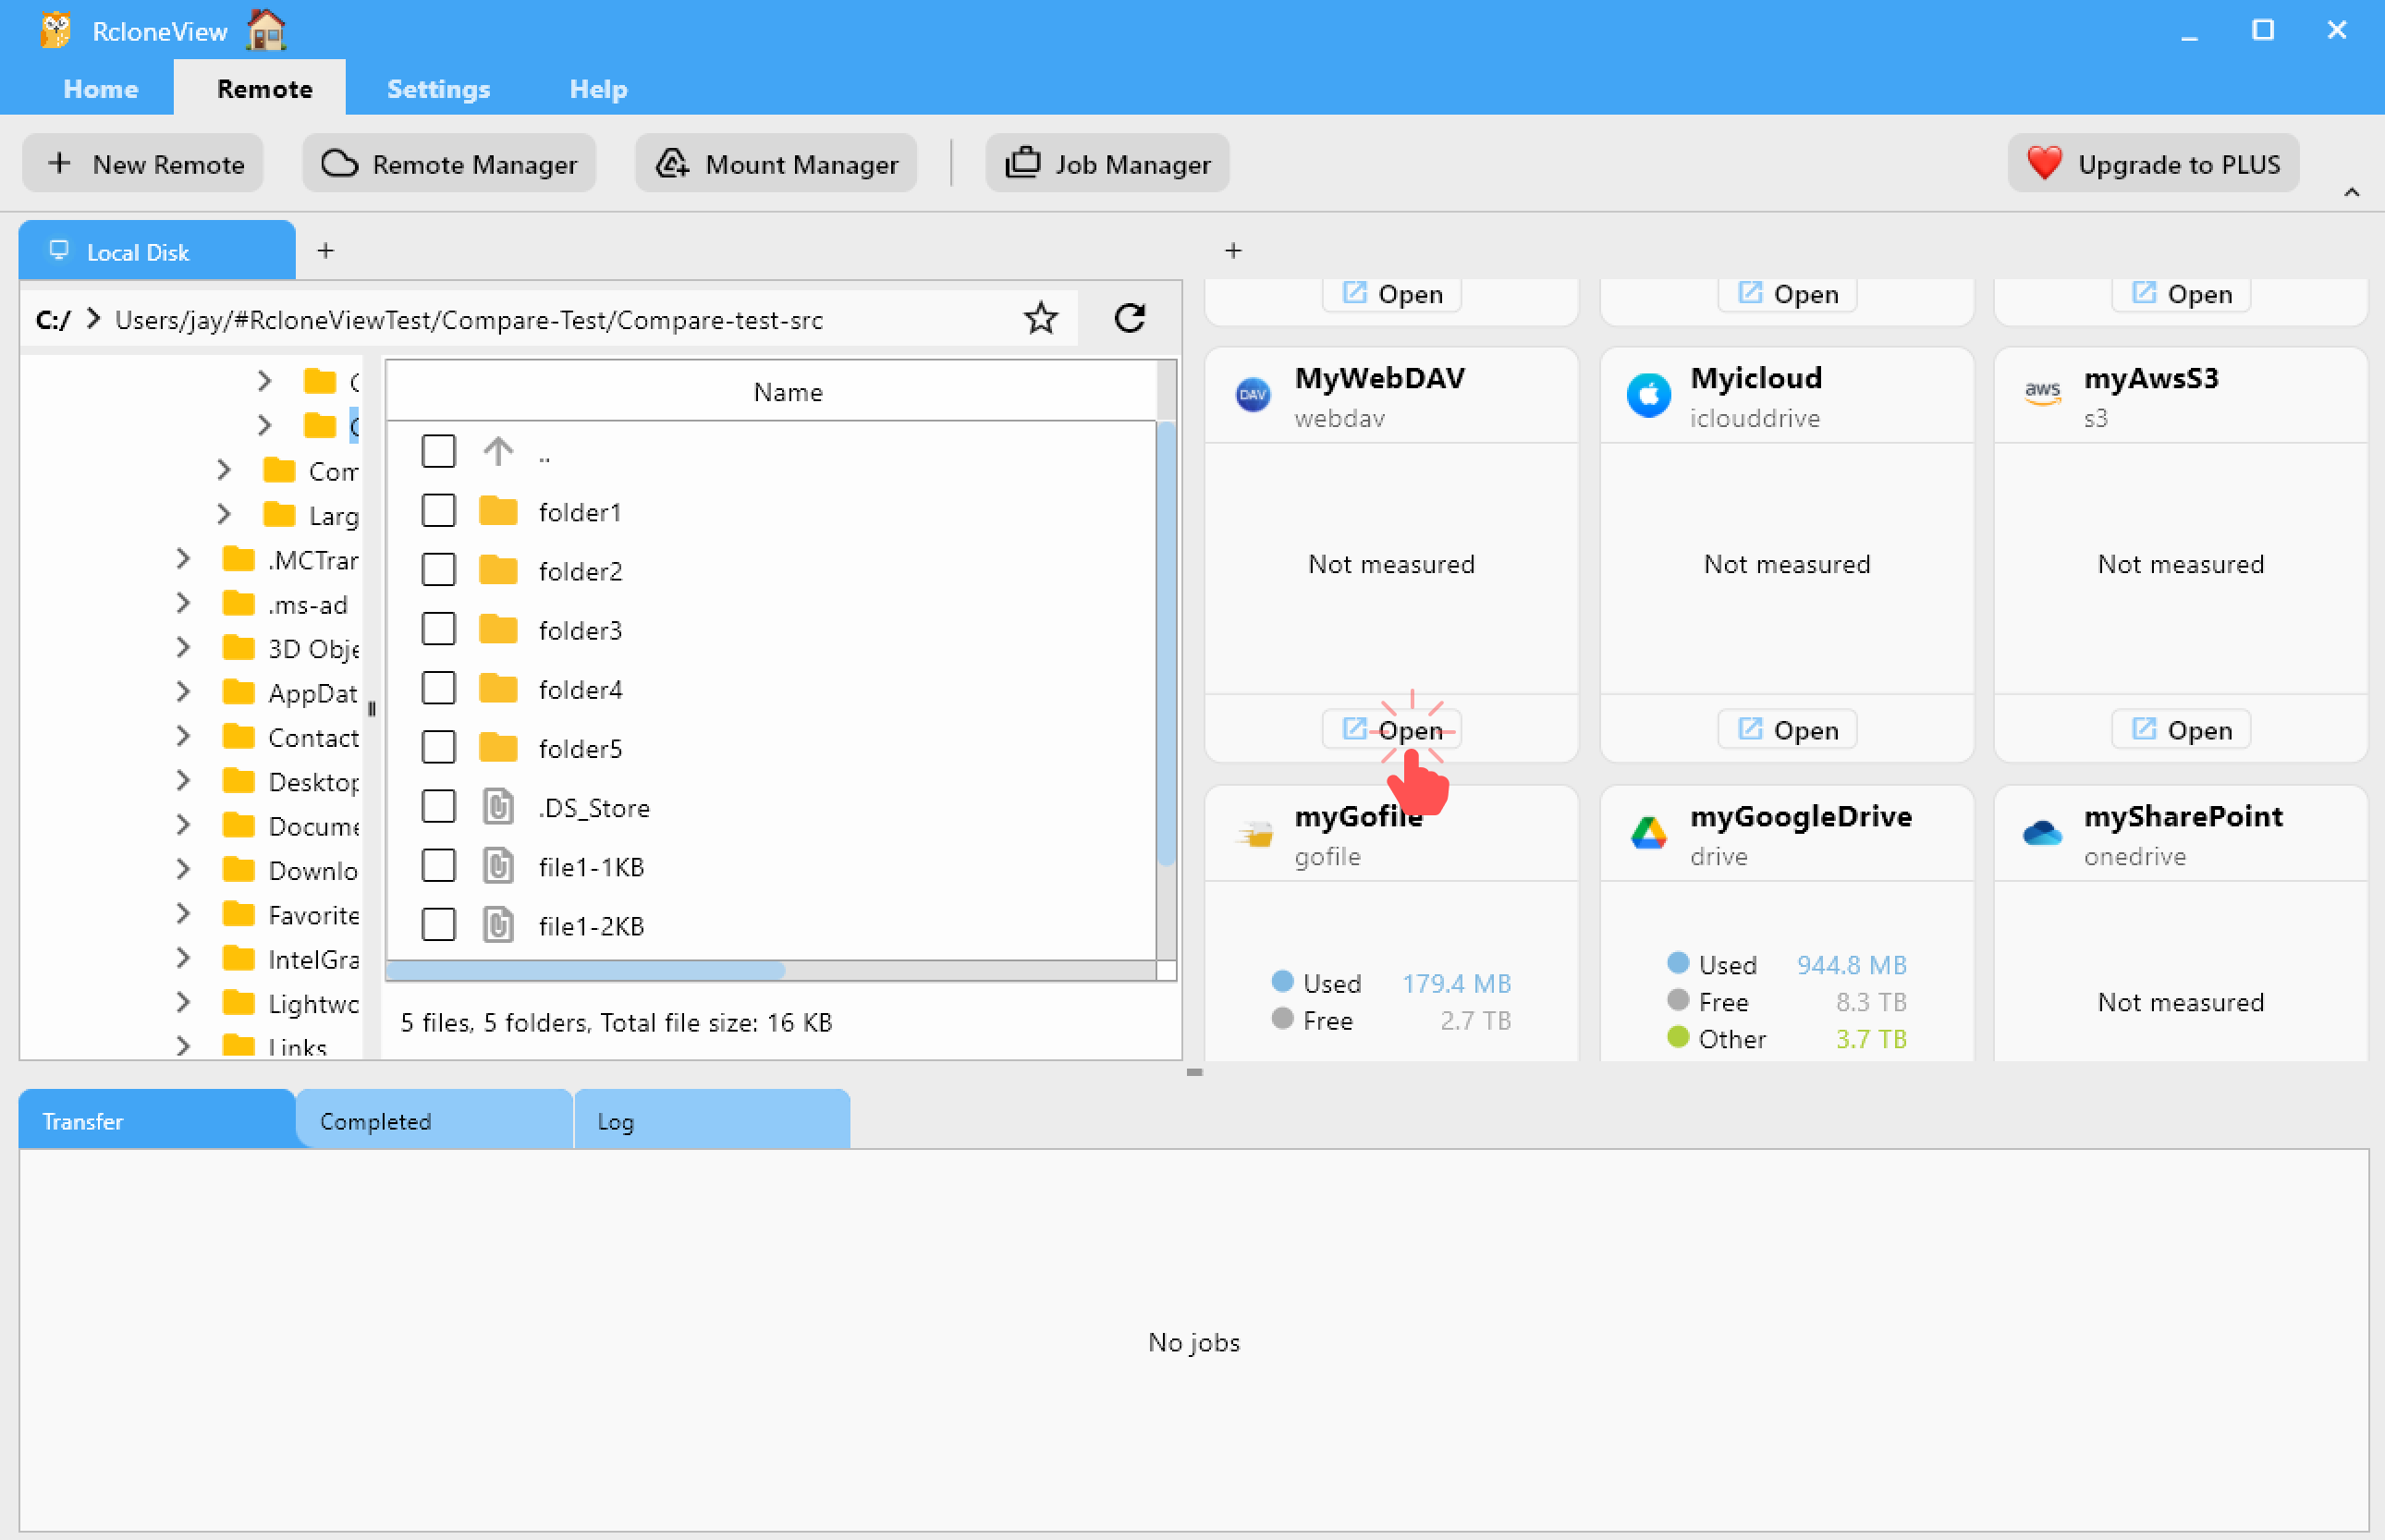 RcloneView
Home Remote Settings Help
New Remote Remote Manager Mount Manager Job Manager Upgrade to PLUS
Local Disk
C:/ Users/jay/#RcloneViewTest/Compare-Test/Compare-test-src
Com
Larg
.MCTran
.ms-ad
3D Obje
AppDat
Contact
Desktop
Docume
Downlo
Favorite
IntelGra
Lightwo
Links
Name
..
folder1
folder2
folder3
folder4
folder5
.DS_Store
file1-1KB
file1-2KB
5 files, 5 folders, Total file size: 16 KB
Open Open Open
MyWebDAV
webdav
DAV
Not measured
Open
Myicloud
iclouddrive
Not measured
Open
aws
myAwsS3
s3
Not measured
Open
myGofile
gofile
Used 179.4 MB
Free 2.7 TB
myGoogleDrive
drive
Used 944.8 MB
Free 8.3 TB
Other 3.7 TB
mySharePoint
onedrive
Not measured
Transfer Completed Log
No jobs